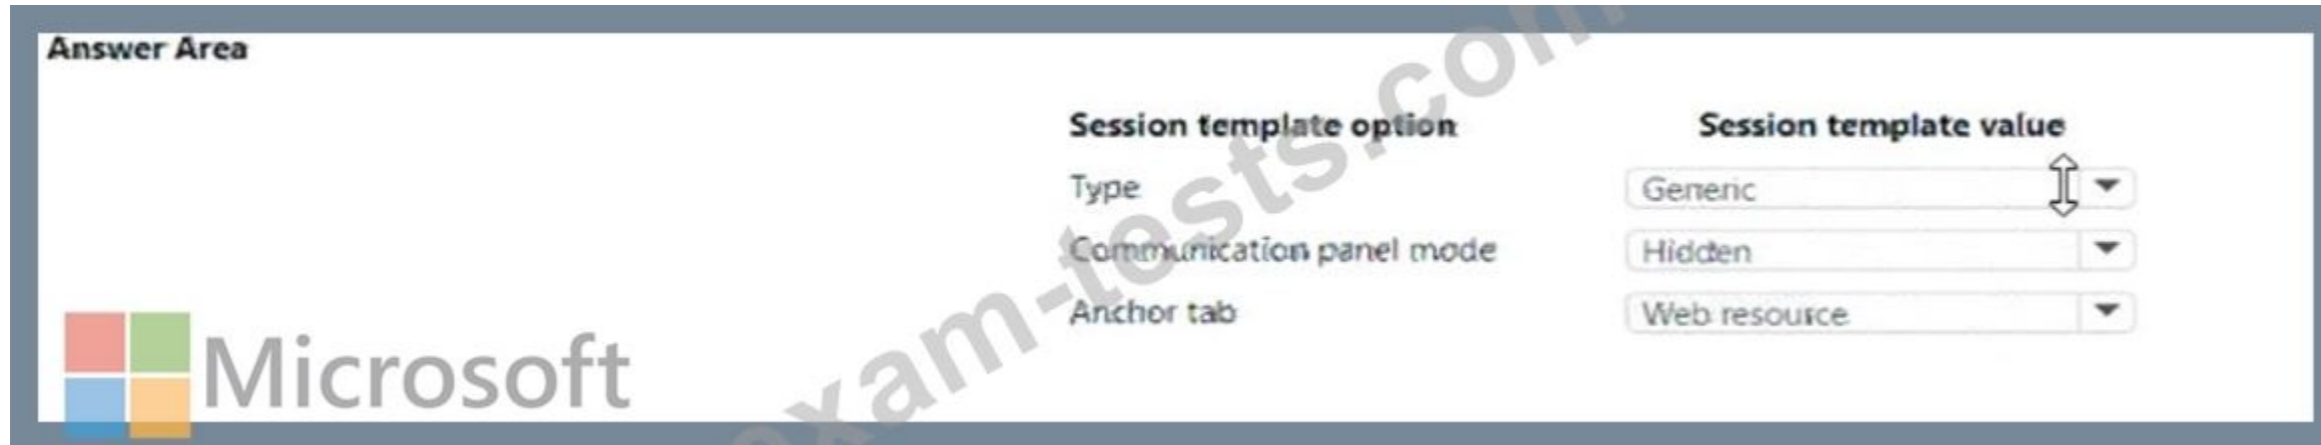 Answer Area
Session template option Session template value
Type Generic
Communication panel mode Hidden
Anchor tab Web resource
Microsoft
exam-tests.com